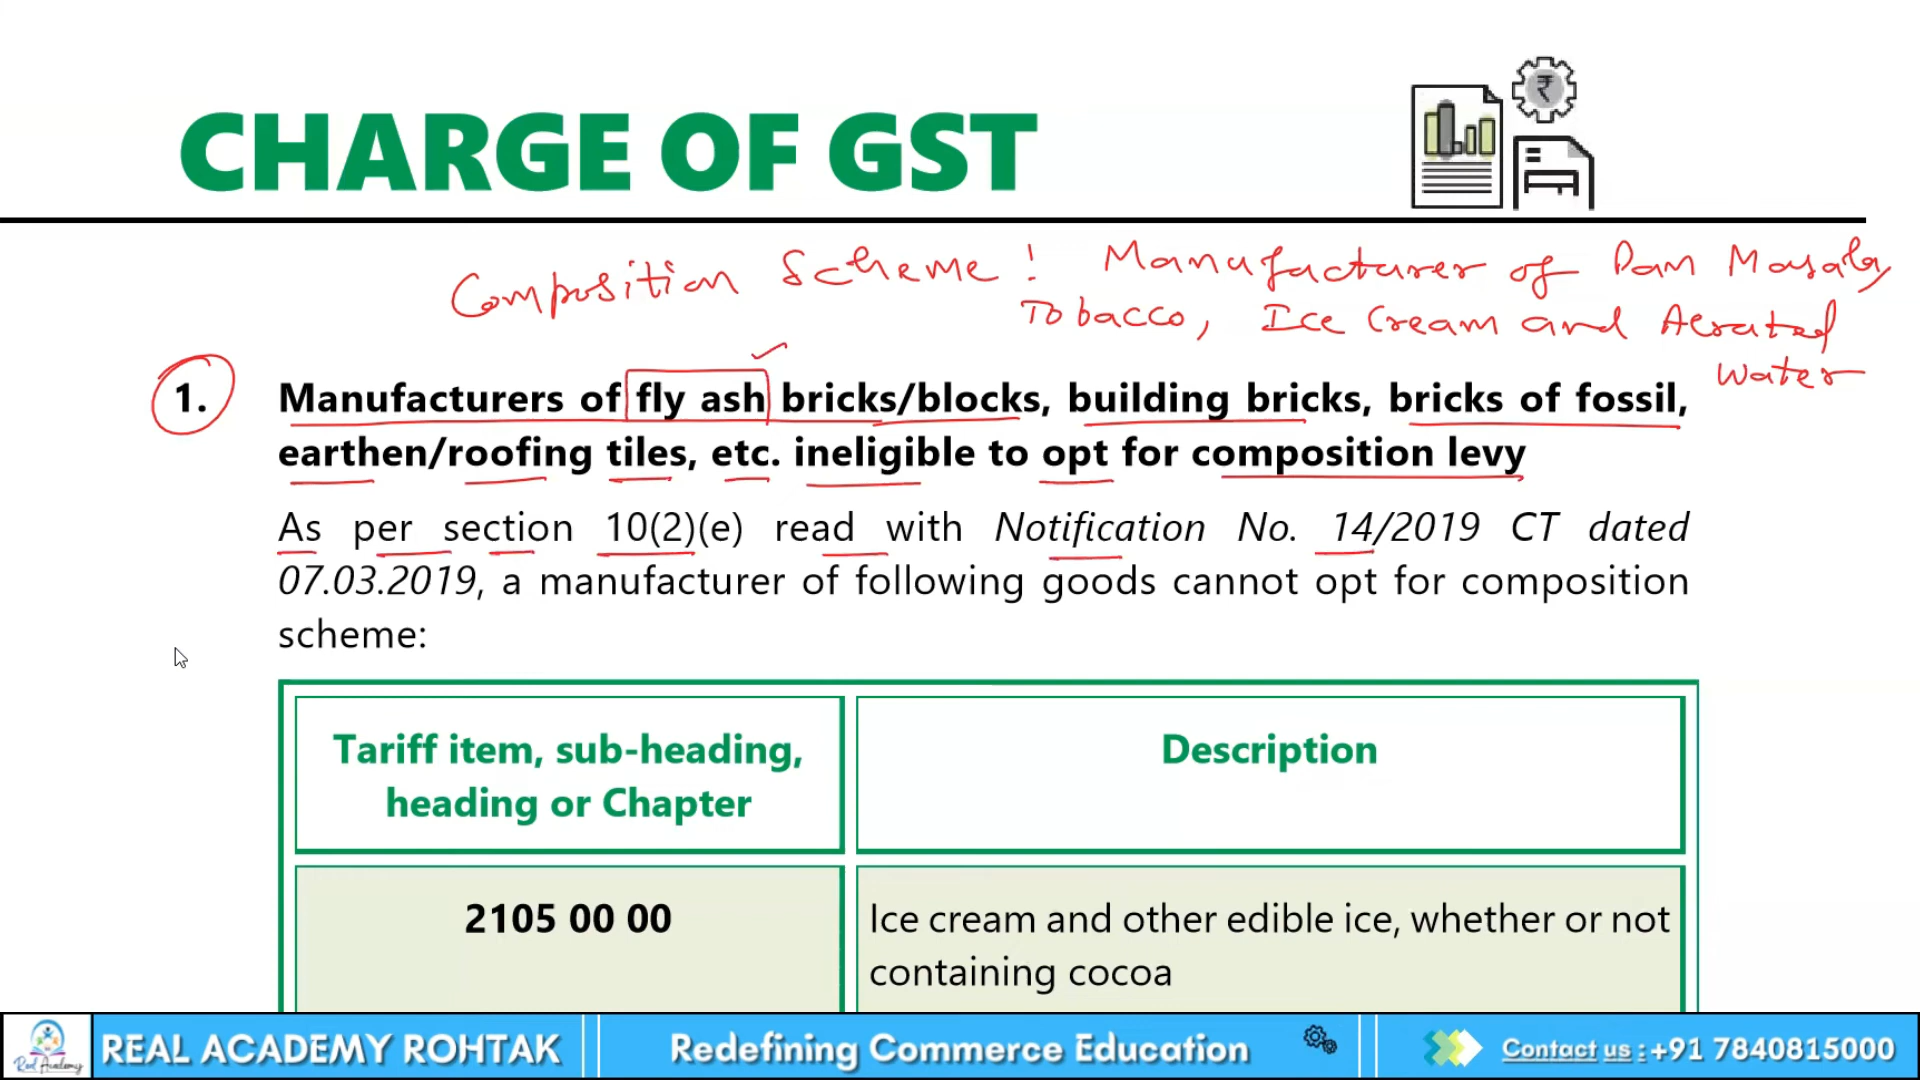 CHARGE OF GST
₹
Composition Scheme! Manufacturer of Pan Masala,
Tobacco, Ice Cream and Aerated
Water
1. Manufacturers of fly ash bricks/blocks, building bricks, bricks of fossil,
earthen/roofing tiles, etc. ineligible to opt for composition levy
As per section 10(2)(e) read with Notification No. 14/2019 CT dated
07.03.2019, a manufacturer of following goods cannot opt for composition
scheme:
Tariff item, sub-heading,
heading or Chapter
Description
2105 00 00
Ice cream and other edible ice, whether or not
containing cocoa
Real Academy
REAL ACADEMY ROHTAK
Redefining Commerce Education
Contact us : +91 7840815000